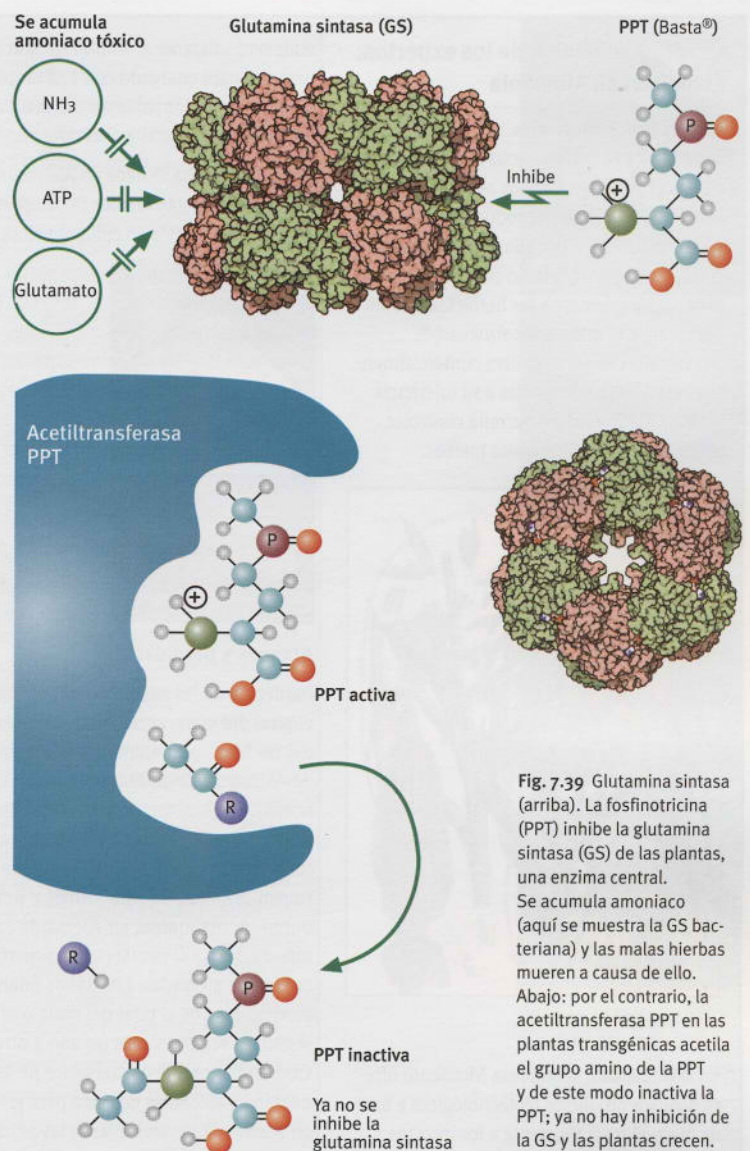 Se acumula
amoniaco tóxico
Glutamina sintasa (GS)
PPT (Basta®)
NH3
ATP
Glutamato
Inhibe
P
+
Acetiltransferasa
PPT
P
+
PPT activa
R
R
P
PPT inactiva
Ya no se
inhibe la
glutamina sintasa
Fig. 7.39 Glutamina sintasa
(arriba). La fosfinotricina
(PPT) inhibe la glutamina
sintasa (GS) de las plantas,
una enzima central.
Se acumula amoniaco
(aquí se muestra la GS bac-
teriana) y las malas hierbas
mueren a causa de ello.
Abajo: por el contrario, la
acetiltransferasa PPT en las
plantas transgénicas acetila
el grupo amino de la PPT
y de este modo inactiva la
PPT; ya no hay inhibición de
la GS y las plantas crecen.